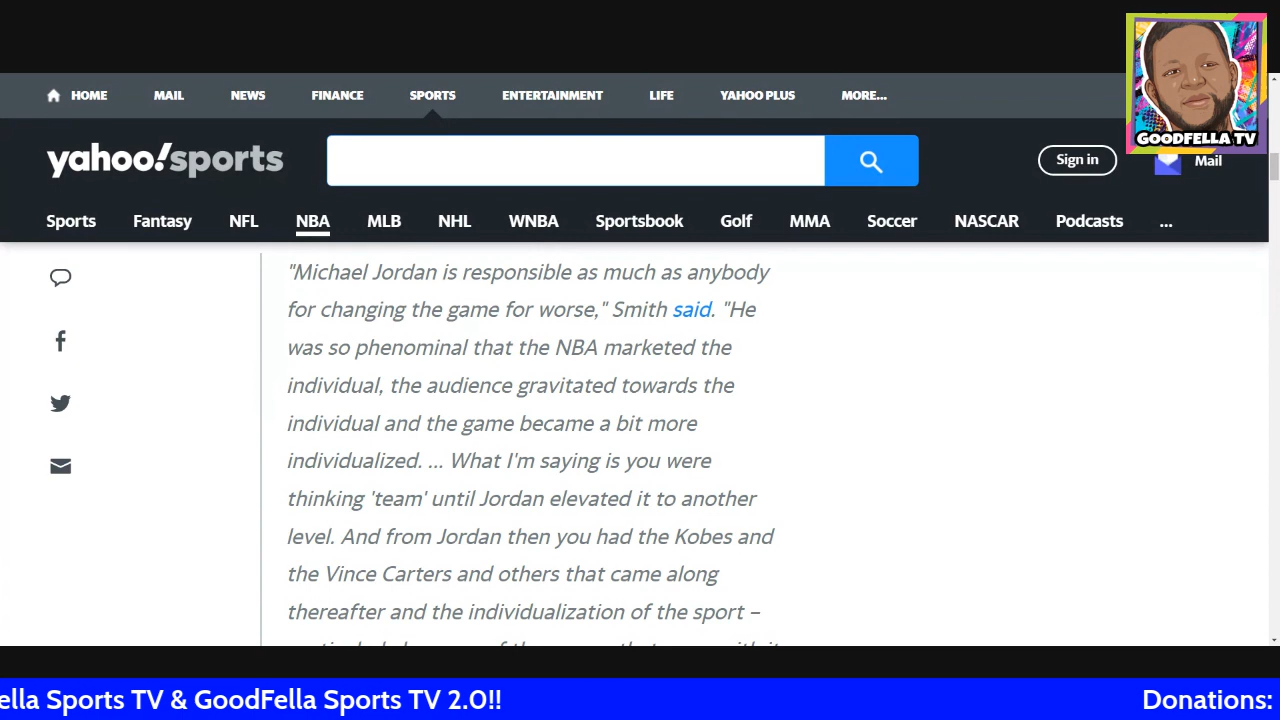 GOODFELLA TV
HOME MAIL NEWS FINANCE SPORTS ENTERTAINMENT LIFE YAHOO PLUS MORE...
yahoo!sports
Sign in
Mail
Sports Fantasy NFL NBA MLB NHL WNBA Sportsbook Golf MMA Soccer NASCAR Podcasts ...
"Michael Jordan is responsible as much as anybody
for changing the game for worse," Smith said. "He
was so phenominal that the NBA marketed the
individual, the audience gravitated towards the
individual and the game became a bit more
individualized. ... What I'm saying is you were
thinking 'team' until Jordan elevated it to another
level. And from Jordan then you had the Kobes and
the Vince Carters and others that came along
thereafter and the individualization of the sport –
ella Sports TV & GoodFella Sports TV 2.0!!
Donations: